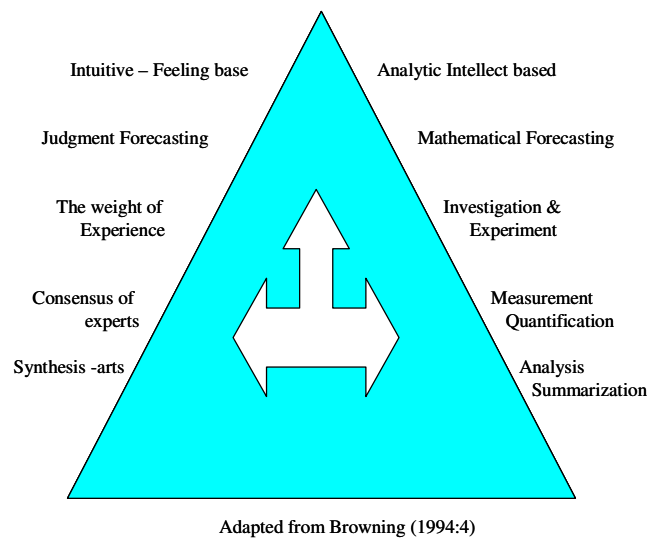 Intuitive – Feeling base
Analytic Intellect based
Judgment Forecasting
Mathematical Forecasting
The weight of
Experience
Investigation &
Experiment
Consensus of
experts
Measurement
Quantification
Synthesis -arts
Analysis
Summarization
Adapted from Browning (1994:4)